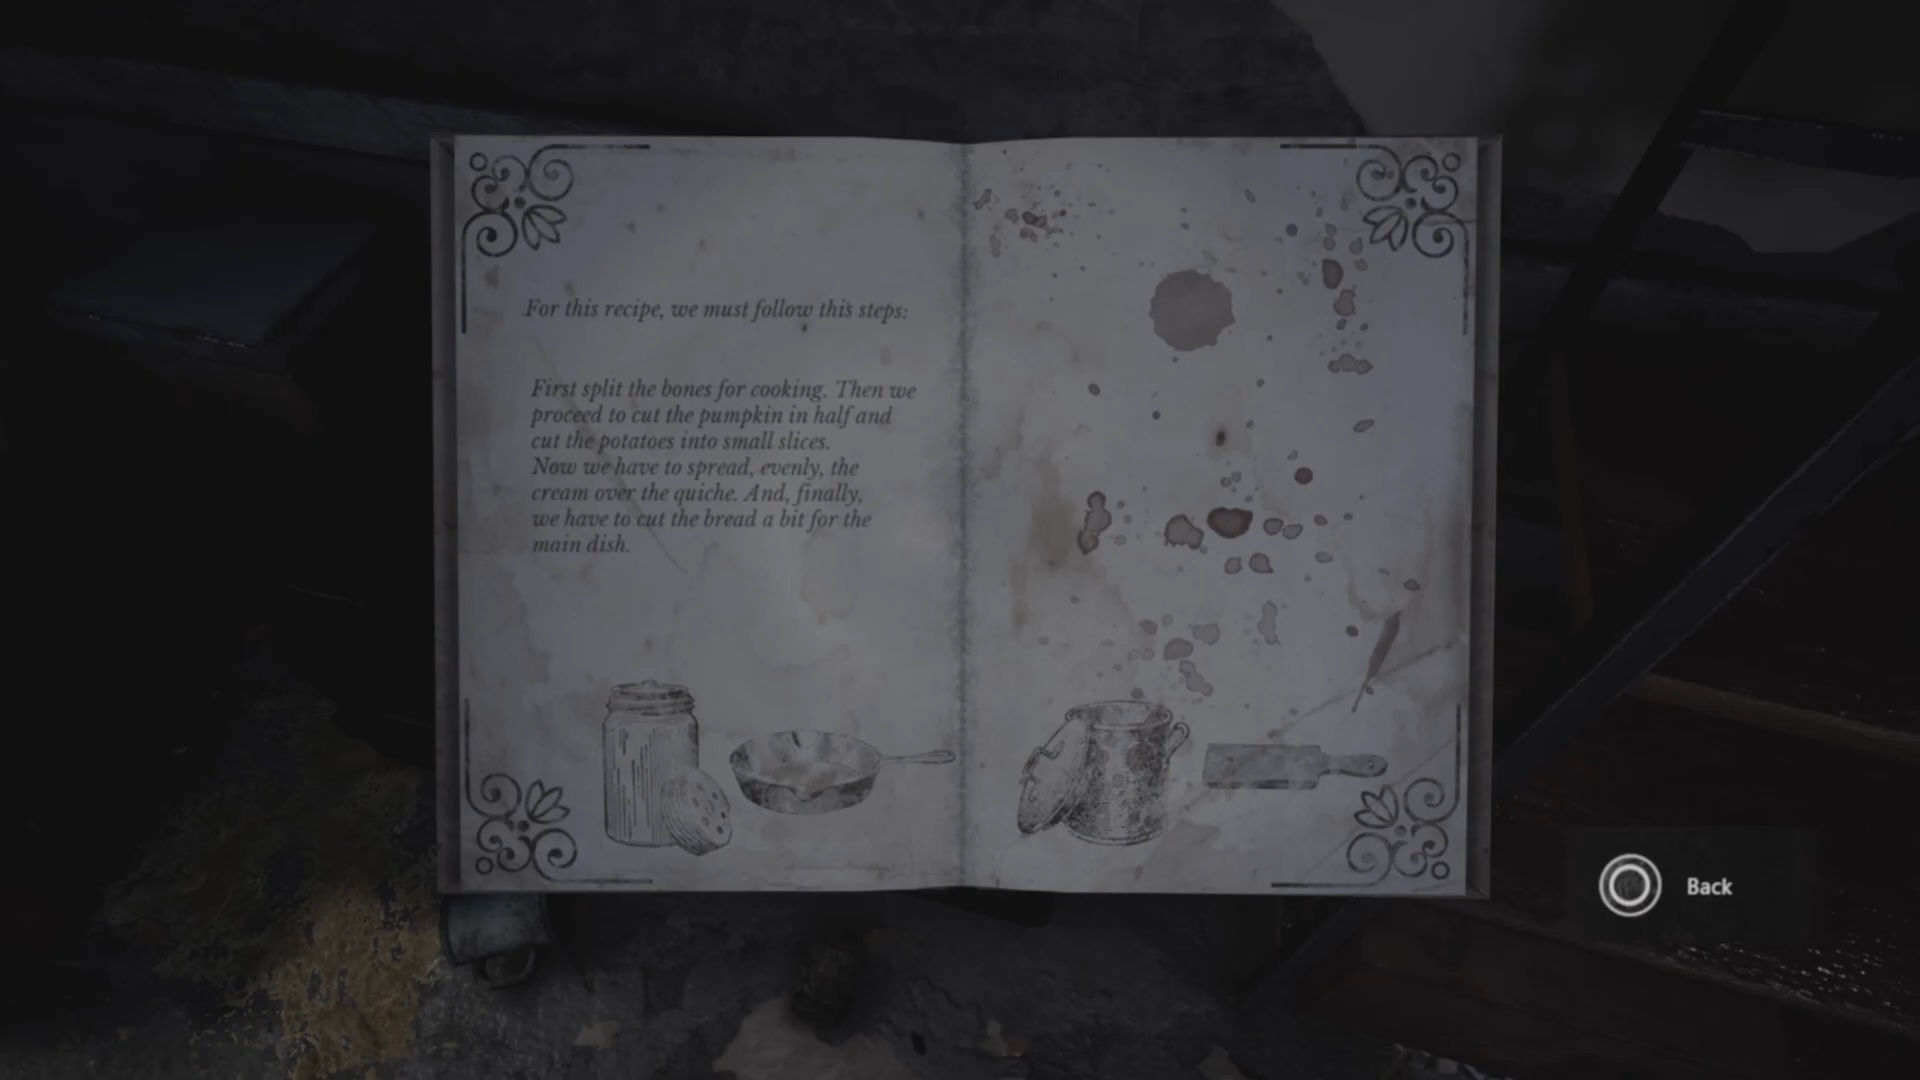 For this recipe, we must follow this steps:
First split the bones for cooking. Then we
proceed to cut the pumpkin in half and
cut the potatoes into small slices.
Now we have to spread, evenly, the
cream over the quiche. And, finally,
we have to cut the bread a bit for the
main dish.
Back